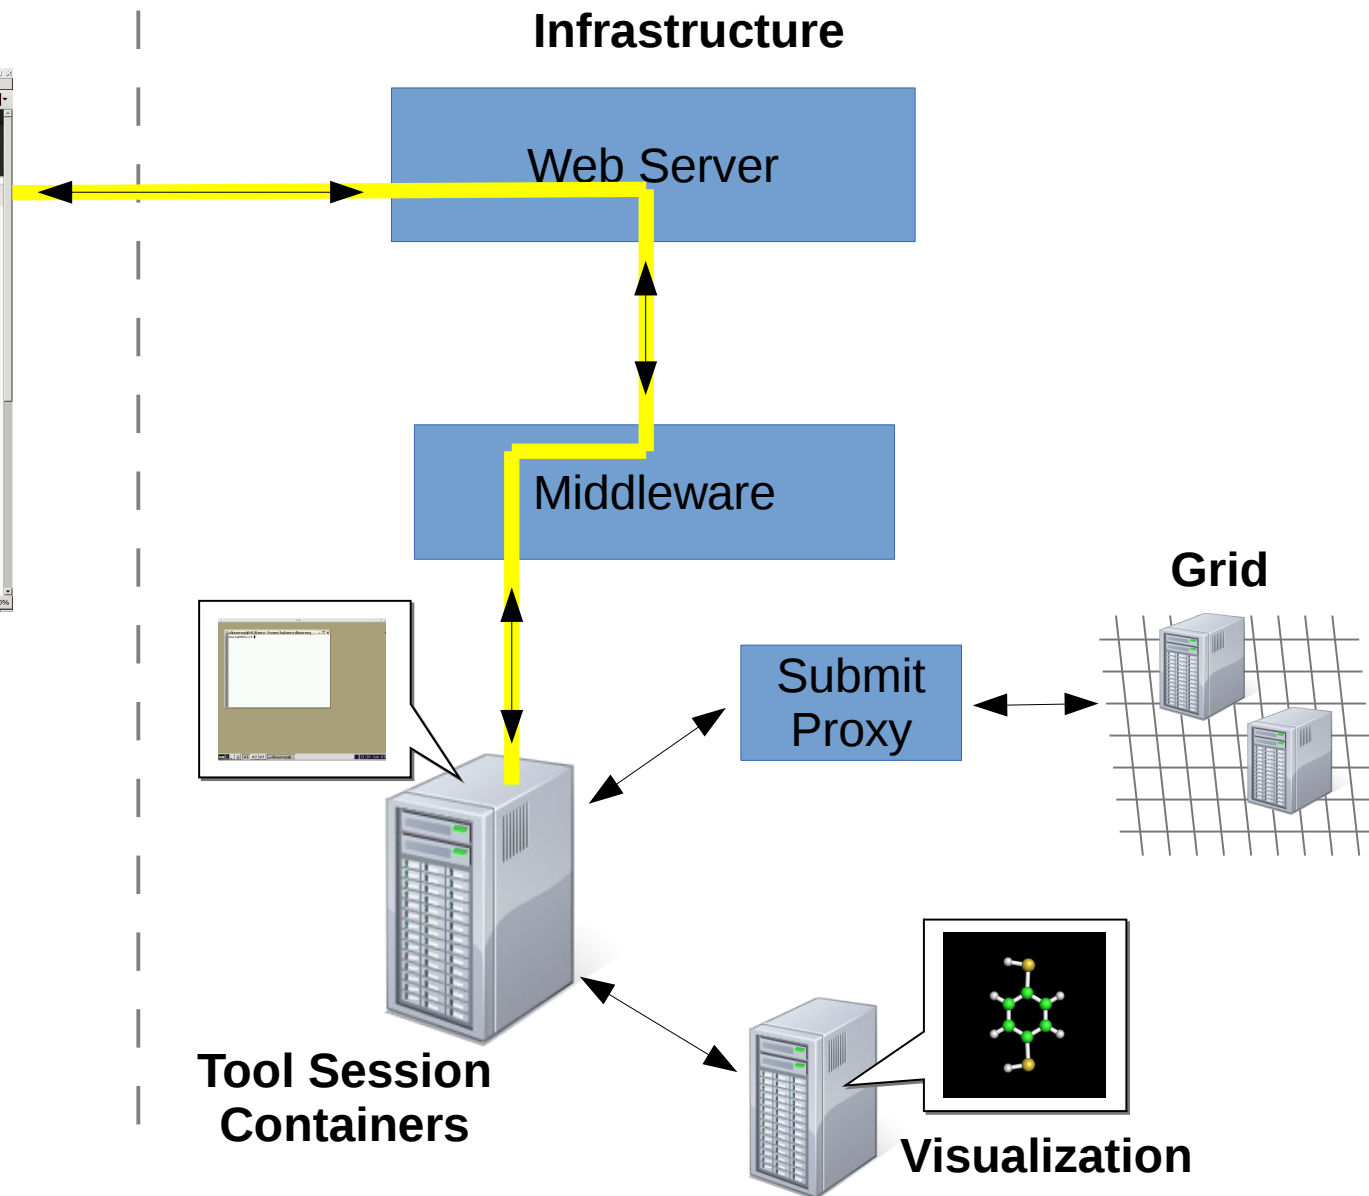 Infrastructure
Web Server
Middleware
Grid
Submit
Proxy
Tool Session
Containers
Visualization